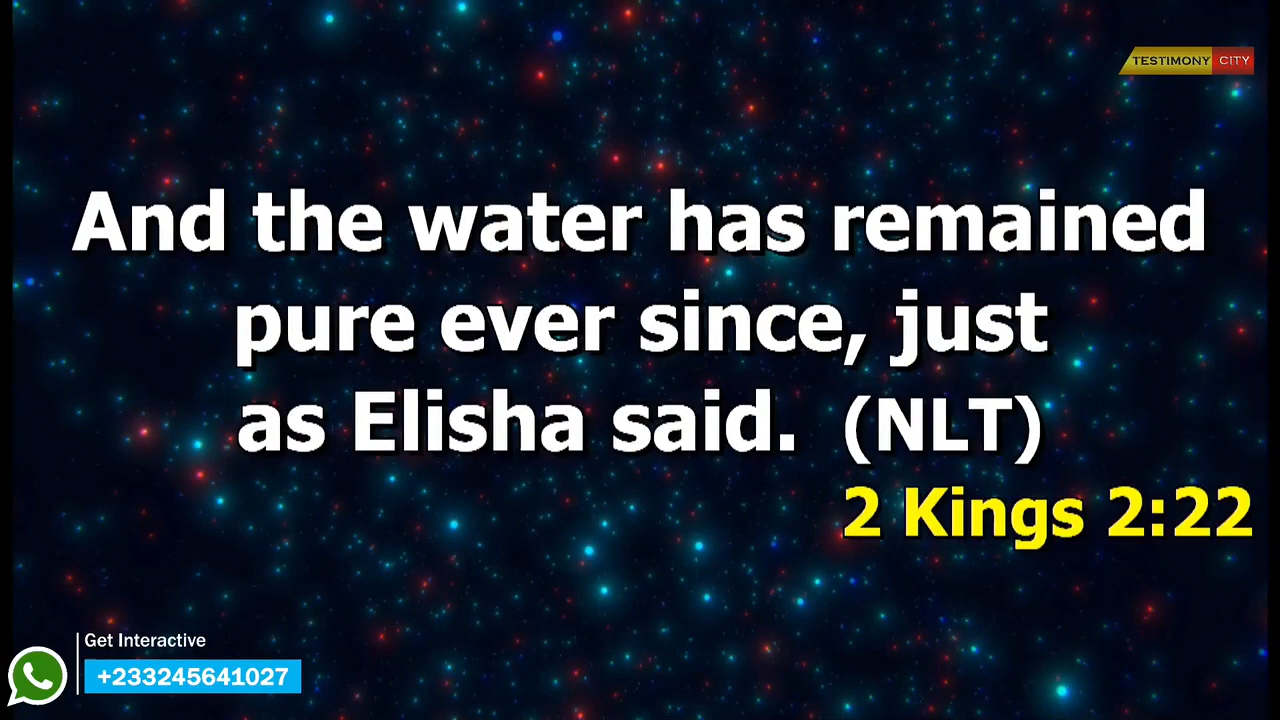 TESTIMONY CITY
And the water has remained
pure ever since, just
as Elisha said. (NLT)
2 Kings 2:22
Get Interactive
+233245641027